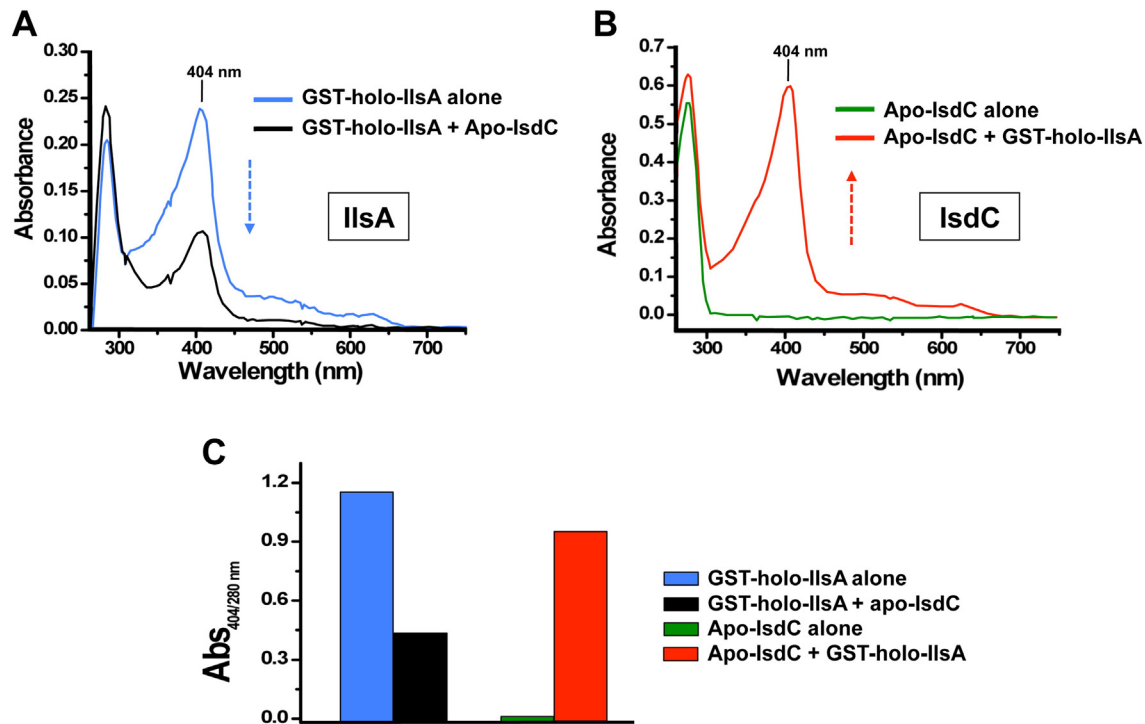 A
0.30
0.25
0.20
0.15
0.10
0.05
0.00
Absorbance
404 nm
GST-holo-IlsA alone
GST-holo-IlsA + Apo-IsdC
IlsA
300 400 500 600 700
Wavelength (nm)
B
0.7
0.6
0.5
0.4
0.3
0.2
0.1
0.0
Absorbance
404 nm
Apo-IsdC alone
Apo-IsdC + GST-holo-IlsA
IsdC
300 400 500 600 700
Wavelength (nm)
C
1.2
0.9
0.6
0.3
0.0
Abs404/280 nm
GST-holo-IlsA alone
GST-holo-IlsA + apo-IsdC
Apo-IsdC alone
Apo-IsdC + GST-holo-IlsA